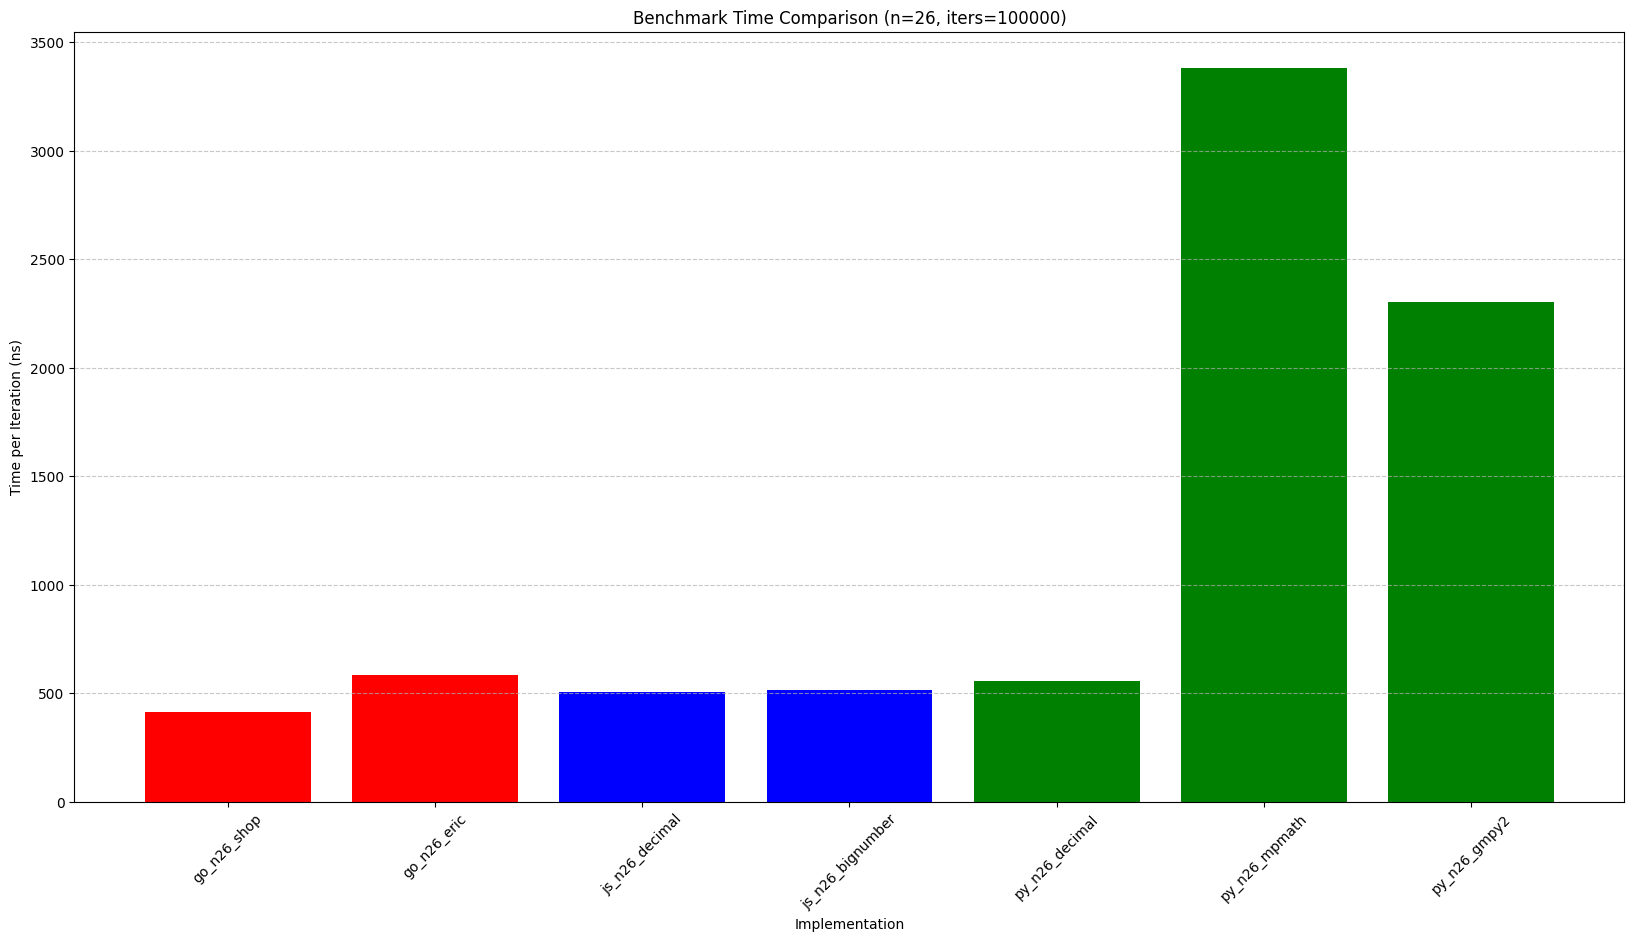 Benchmark Time Comparison (n=26, iters=100000)
3500
3000
2500
2000
1500
1000
500
0
Time per Iteration (ns)
go_n26_shop
go_n26_eric
js_n26_decimal
js_n26_bignumber
py_n26_decimal
py_n26_mpmath
py_n26_gmpy2
Implementation